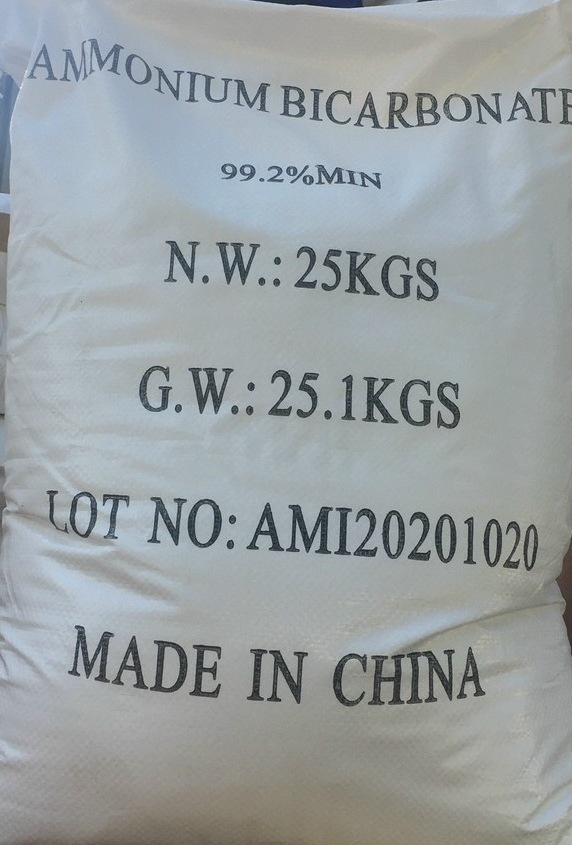 AMMONIUM BICARBONATE
99.2%MIN
N.W.: 25KGS
G.W.: 25.1KGS
LOT NO: AMI20201020
MADE IN CHINA